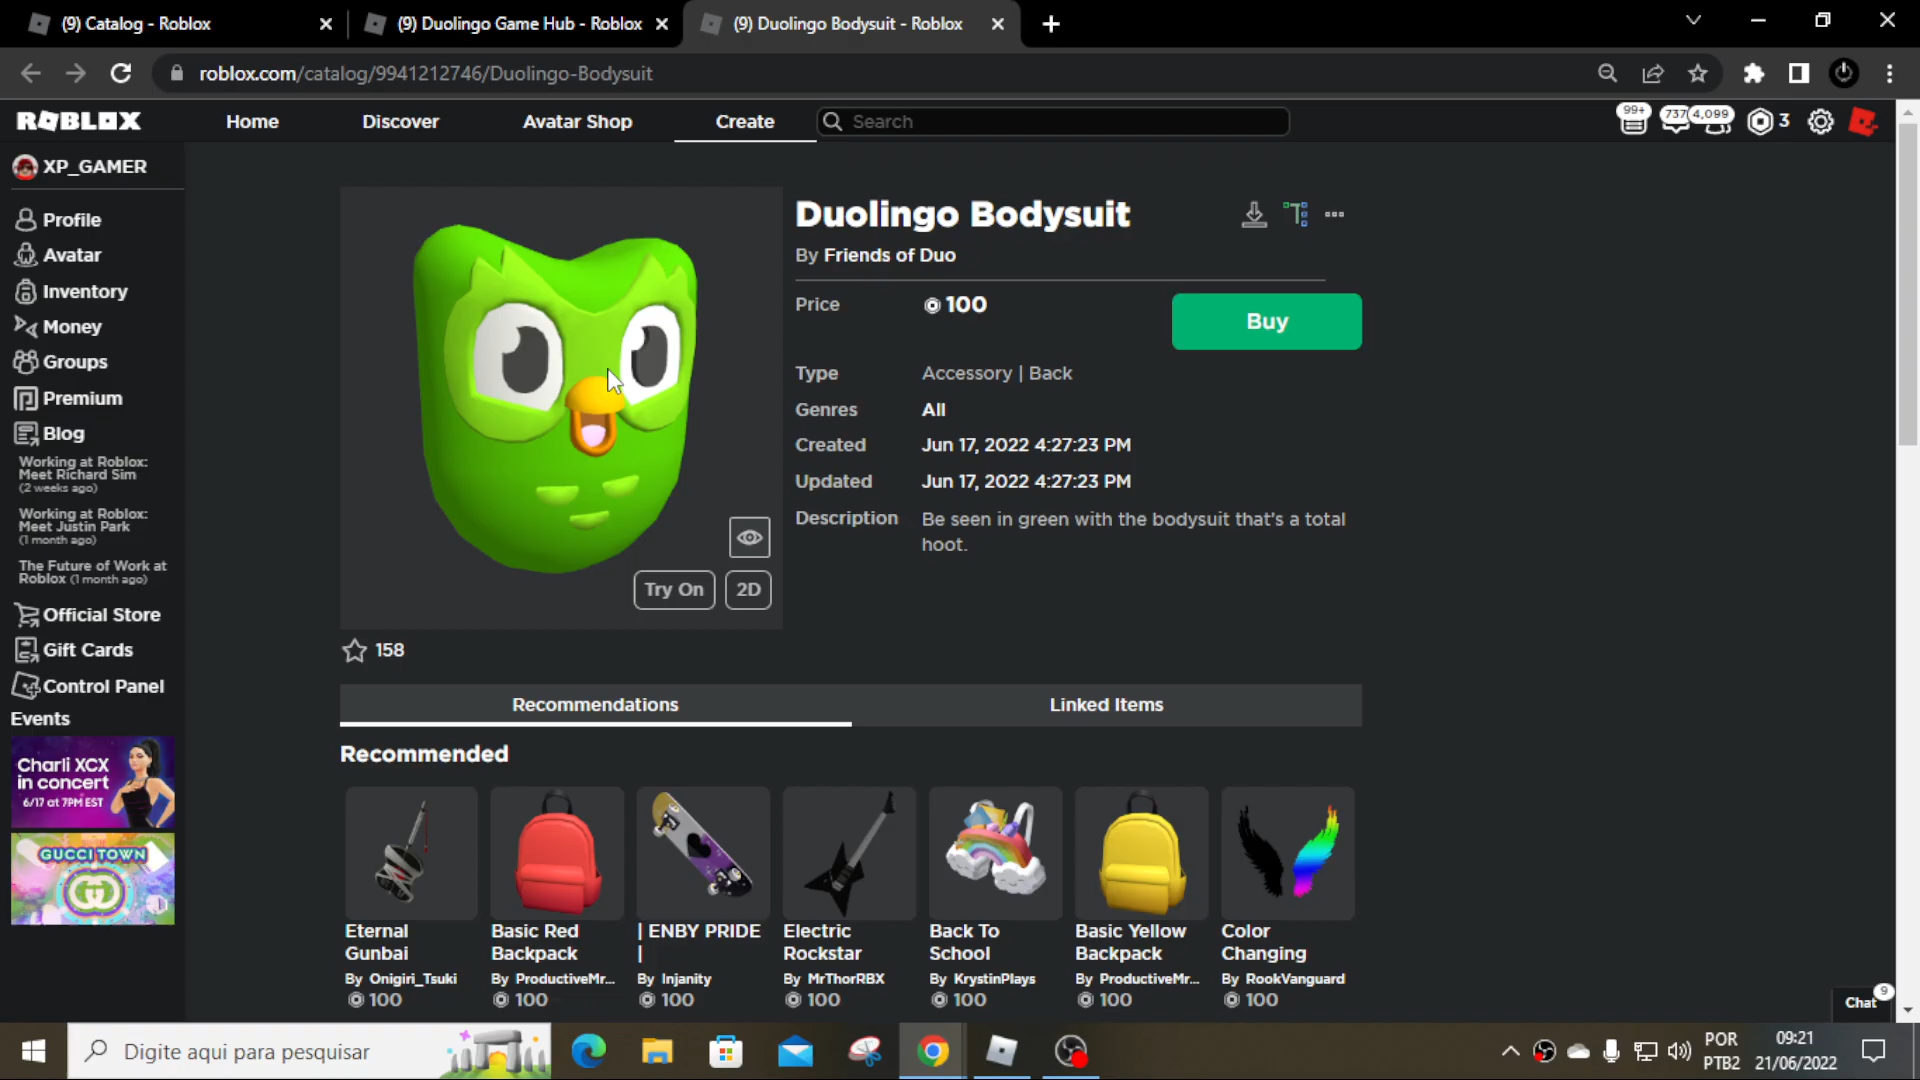 (9) Catalog - Roblox
(9) Duolingo Game Hub - Roblox
(9) Duolingo Bodysuit - Roblox
roblox.com/catalog/9941212746/Duolingo-Bodysuit
ROBLOX
Home
Discover
Avatar Shop
Create
Search
99+
737
4,099
3
XP_GAMER
Profile
Avatar
Inventory
Money
Groups
Premium
Blog
Working at Roblox:
Meet Richard Sim
(2 weeks ago)
Working at Roblox:
Meet Justin Park
(1 month ago)
The Future of Work at
Roblox (1 month ago)
Official Store
Gift Cards
Control Panel
Events
Charli XCX
in concert
6/17 at 7PM EST
GUCCI TOWN
Duolingo Bodysuit
By Friends of Duo
Price 100
Buy
Type Accessory | Back
Genres All
Created Jun 17, 2022 4:27:23 PM
Updated Jun 17, 2022 4:27:23 PM
Description Be seen in green with the bodysuit that's a total
hoot.
Try On
2D
158
Recommendations
Linked Items
Recommended
Eternal
Gunbai
By Onigiri_Tsuki
100
Basic Red
Backpack
By ProductiveMr...
100
| ENBY PRIDE
|
By Injanity
100
Electric
Rockstar
By MrThorRBX
100
Back To
School
By KrystinPlays
100
Basic Yellow
Backpack
By ProductiveMr...
100
Color
Changing
By RookVanguard
100
Chat
9
Digite aqui para pesquisar
POR
PTB2
09:21
21/06/2022